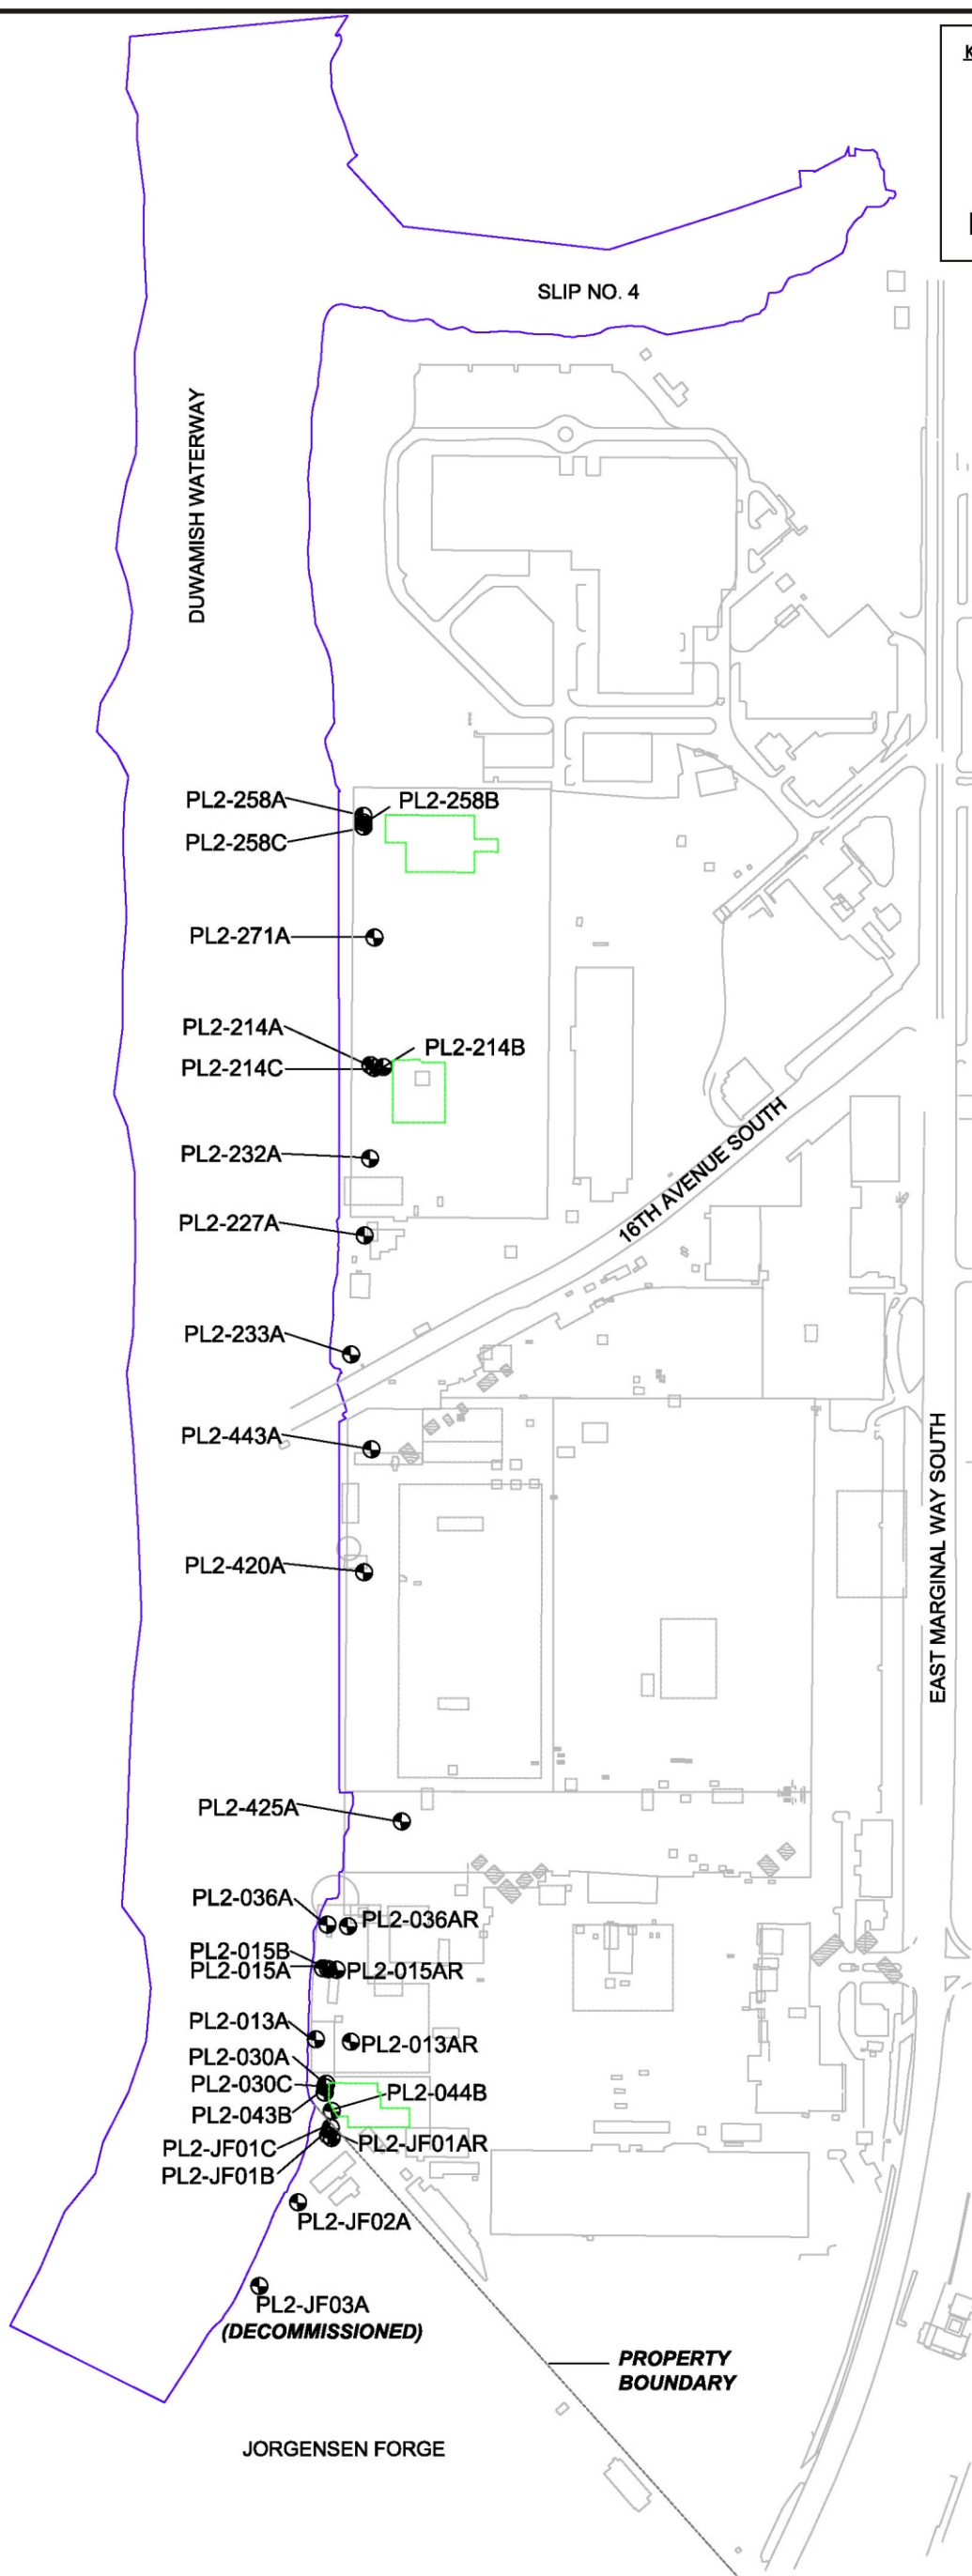 K
SLIP NO. 4
DUWAMISH WATERWAY
PL2-258A
PL2-258B
PL2-258C
PL2-271A
PL2-214A
PL2-214B
PL2-214C
PL2-232A
16TH AVENUE SOUTH
PL2-227A
PL2-233A
PL2-443A
EAST MARGINAL WAY SOUTH
PL2-420A
PL2-425A
PL2-036A
PL2-036AR
PL2-015B
PL2-015A
PL2-015AR
PL2-013A
PL2-013AR
PL2-030A
PL2-030C
PL2-044B
PL2-043B
PL2-JF01AR
PL2-JF01C
PL2-JF01B
PL2-JF02A
PL2-JF03A
(DECOMMISSIONED)
PROPERTY
BOUNDARY
JORGENSEN FORGE